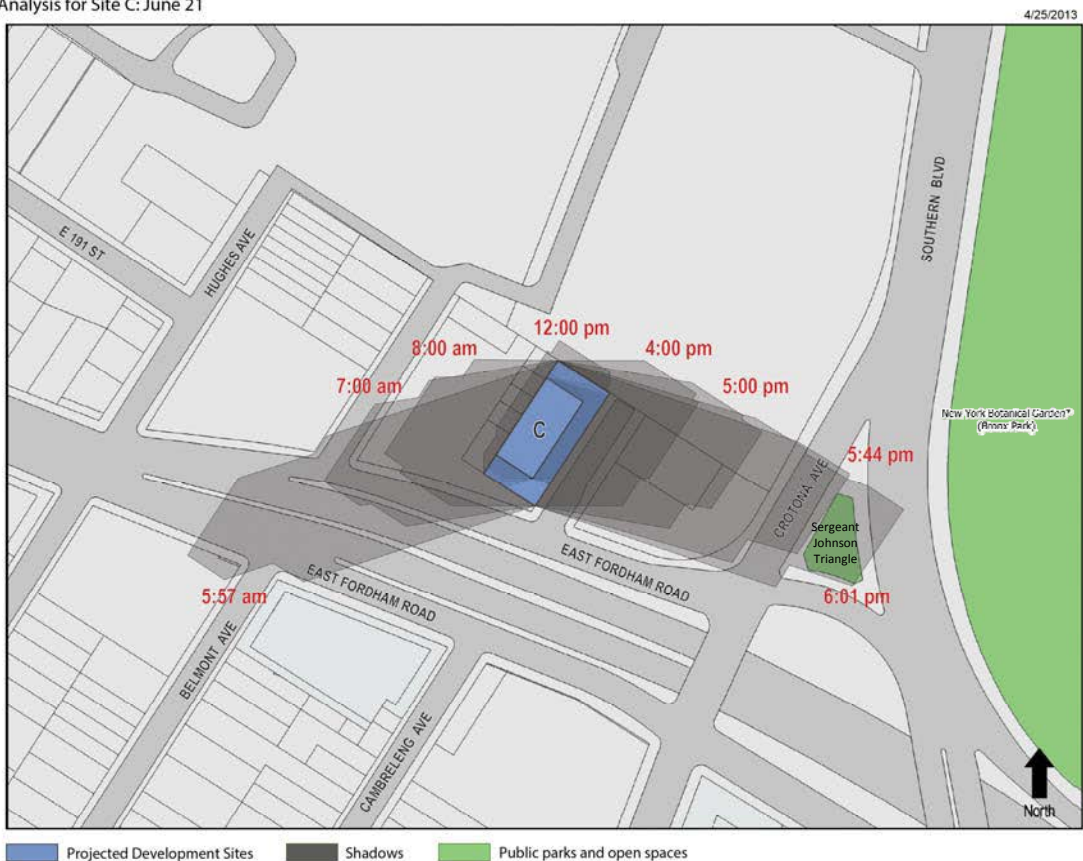 Analysis for Site C: June 21
4/25/2013
SOUTHERN BLVD
E 191 ST
HUGHES AVE
12:00 pm
8:00 am
4:00 pm
7:00 am
5:00 pm
New York Botanical Garden*
(Bronx Park)
C
5:44 pm
CROTONA AVE
Sergeant
Johnson
Triangle
EAST FORDHAM ROAD
EAST FORDHAM ROAD
5:57 am
6:01 pm
BELMONT AVE
CAMBRELENG AVE
North
Projected Development Sites
Shadows
Public parks and open spaces